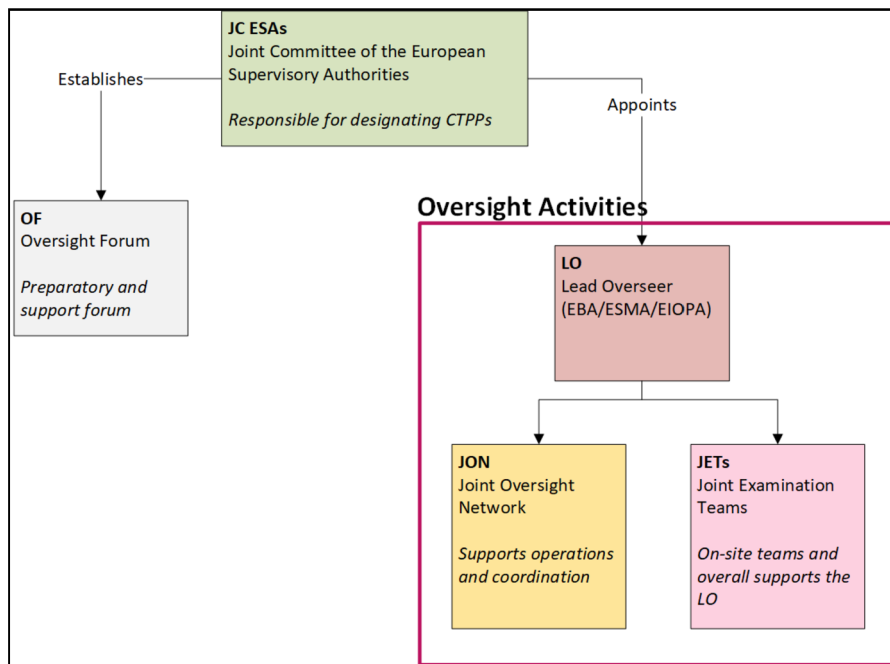 JC ESAs
Joint Committee of the European
Supervisory Authorities
Responsible for designating CTPPs
Establishes
Appoints
OF
Oversight Forum
Preparatory and
support forum
Oversight Activities
LO
Lead Overseer
(EBA/ESMA/EIOPA)
JON
Joint Oversight
Network
Supports operations
and coordination
JETs
Joint Examination
Teams
On-site teams and
overall supports the
LO